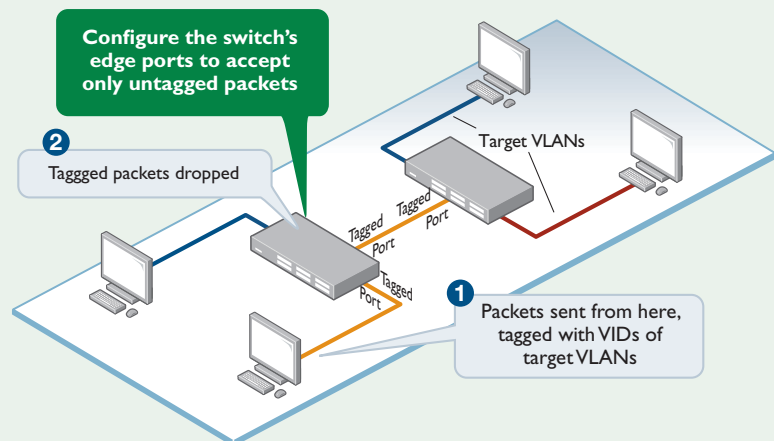 Configure the switch's
edge ports to accept
only untagged packets
2
Taggged packets dropped
Target VLANs
Tagged
Port
Tagged
Port
Tagged
Port
1
Packets sent from here,
tagged with VIDs of
target VLANs